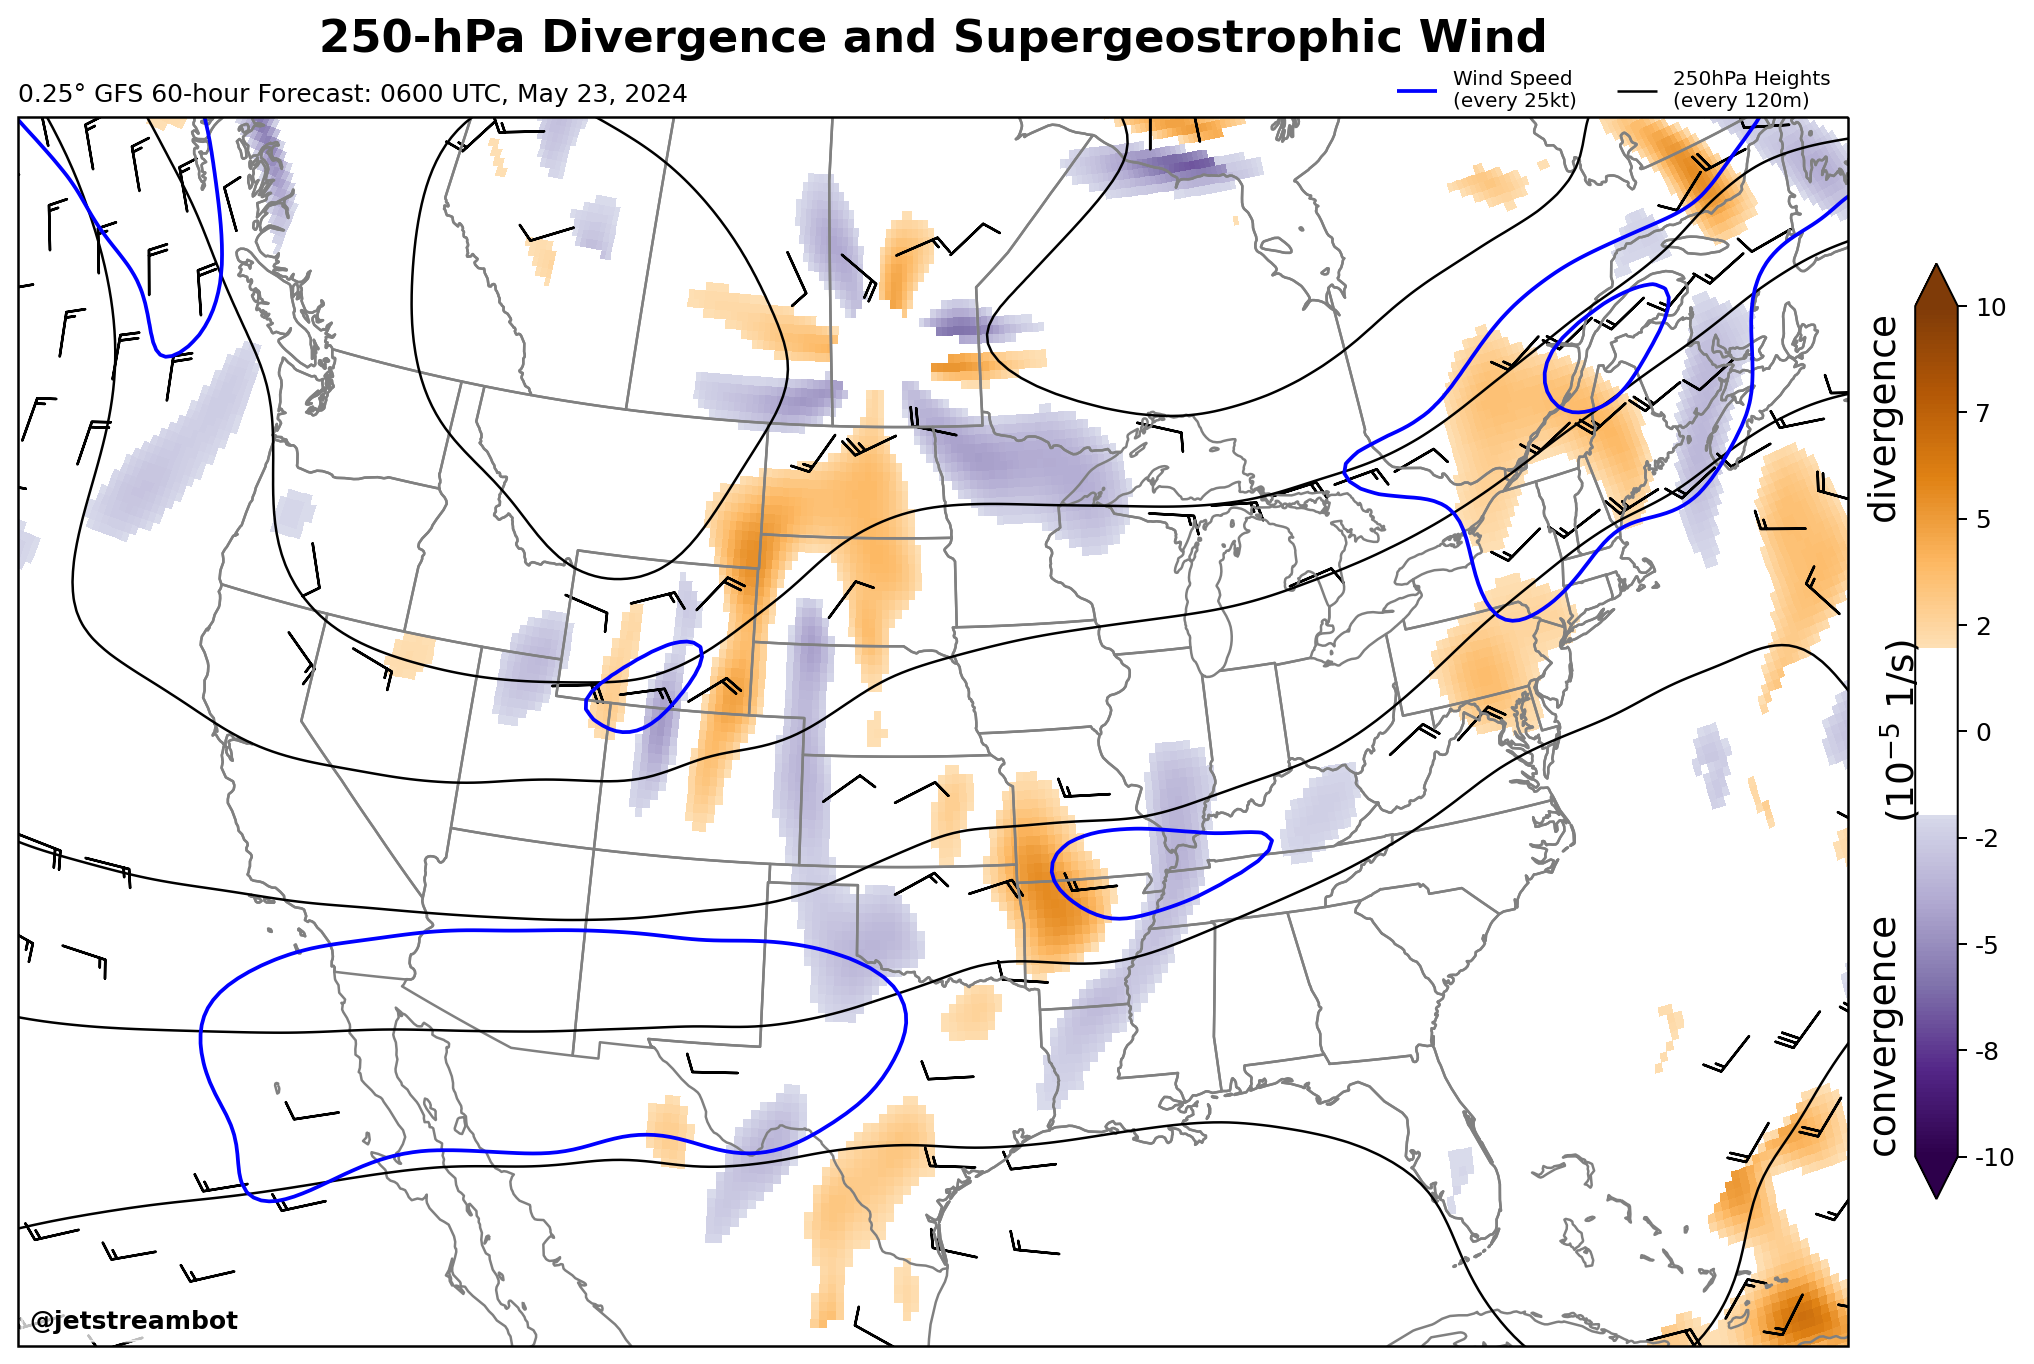 250-hPa Divergence and Supergeostrophic Wind
0.25° GFS 60-hour Forecast: 0600 UTC, May 23, 2024
Wind Speed
(every 25kt)
250hPa Heights
(every 120m)
10
7
5
2
0
-2
-5
-8
-10
divergence
(10⁻⁵ 1/s)
convergence
@jetstreambot